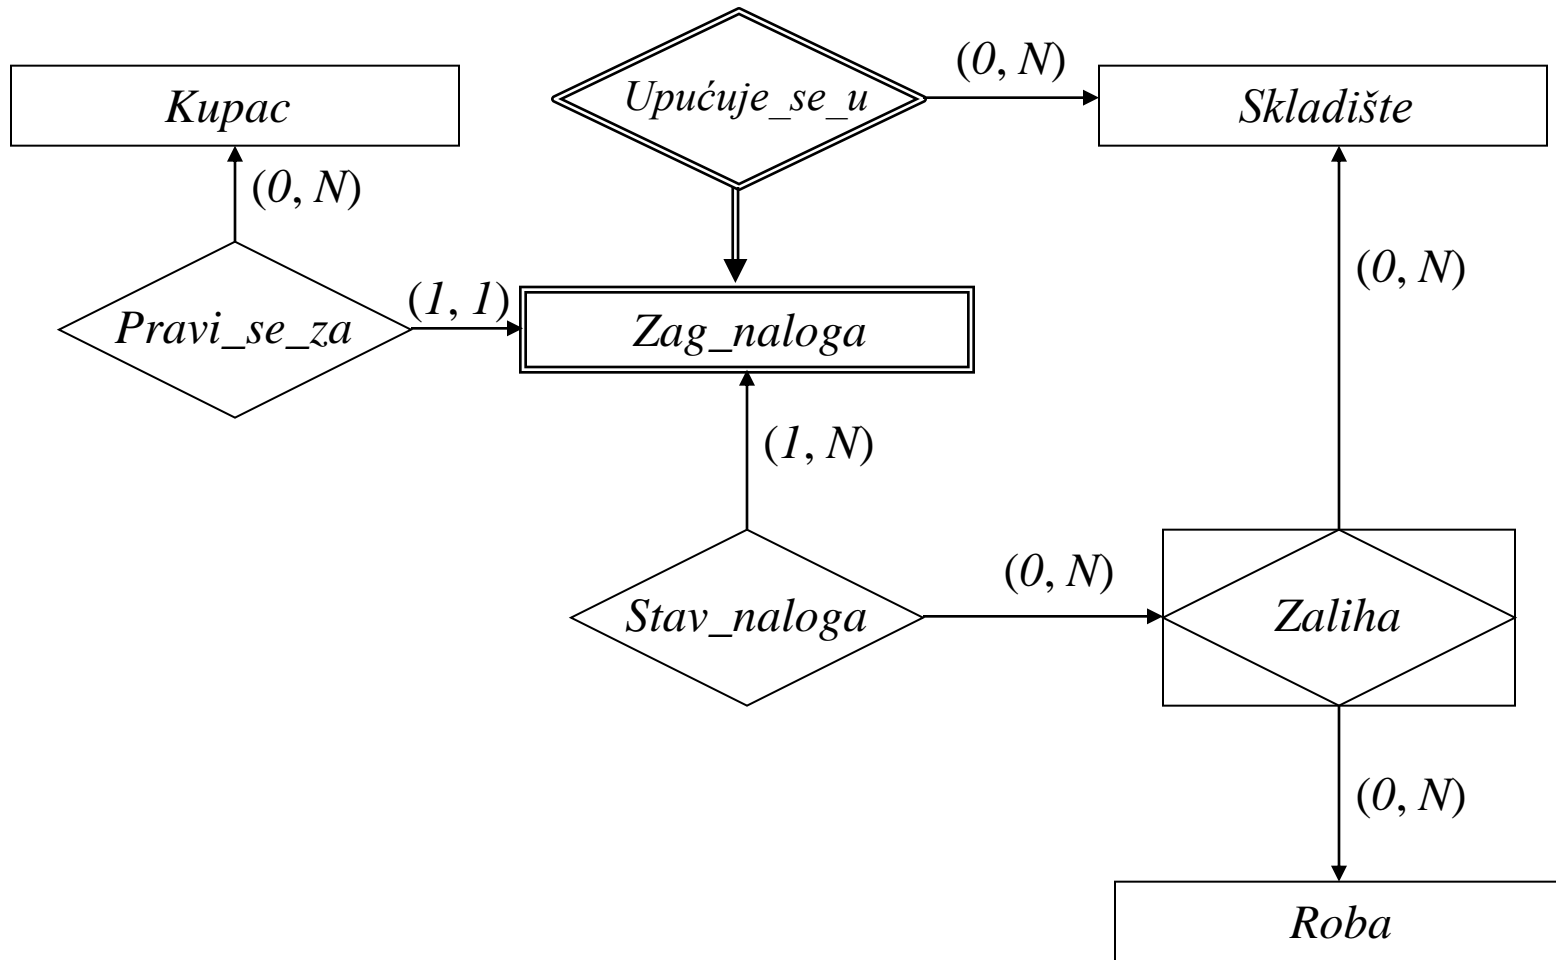 Upućuje_se_u
(0, N)
Kupac
Skladište
(0, N)
(0, N)
Pravi_se_za
(1, 1)
Zag_naloga
(1, N)
(0, N)
Stav_naloga
Zaliha
(0, N)
Roba